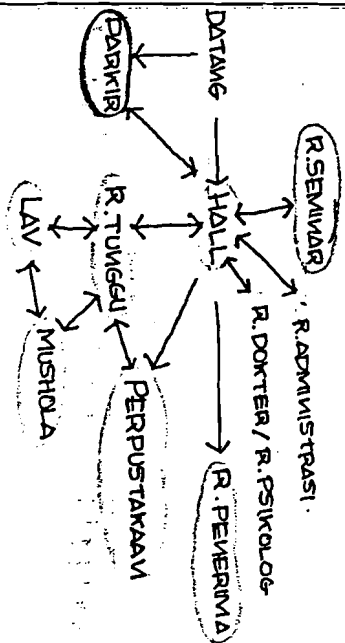 DATANG
PARKIR
HALL
R.SEMINAR
R.ADMINISTRASI.
R.DOKTER/R.PSIKOLOG
R. PENERIMA
PERPUSTAKAAN
R.TUNGGU
LAV
MUSHOLA